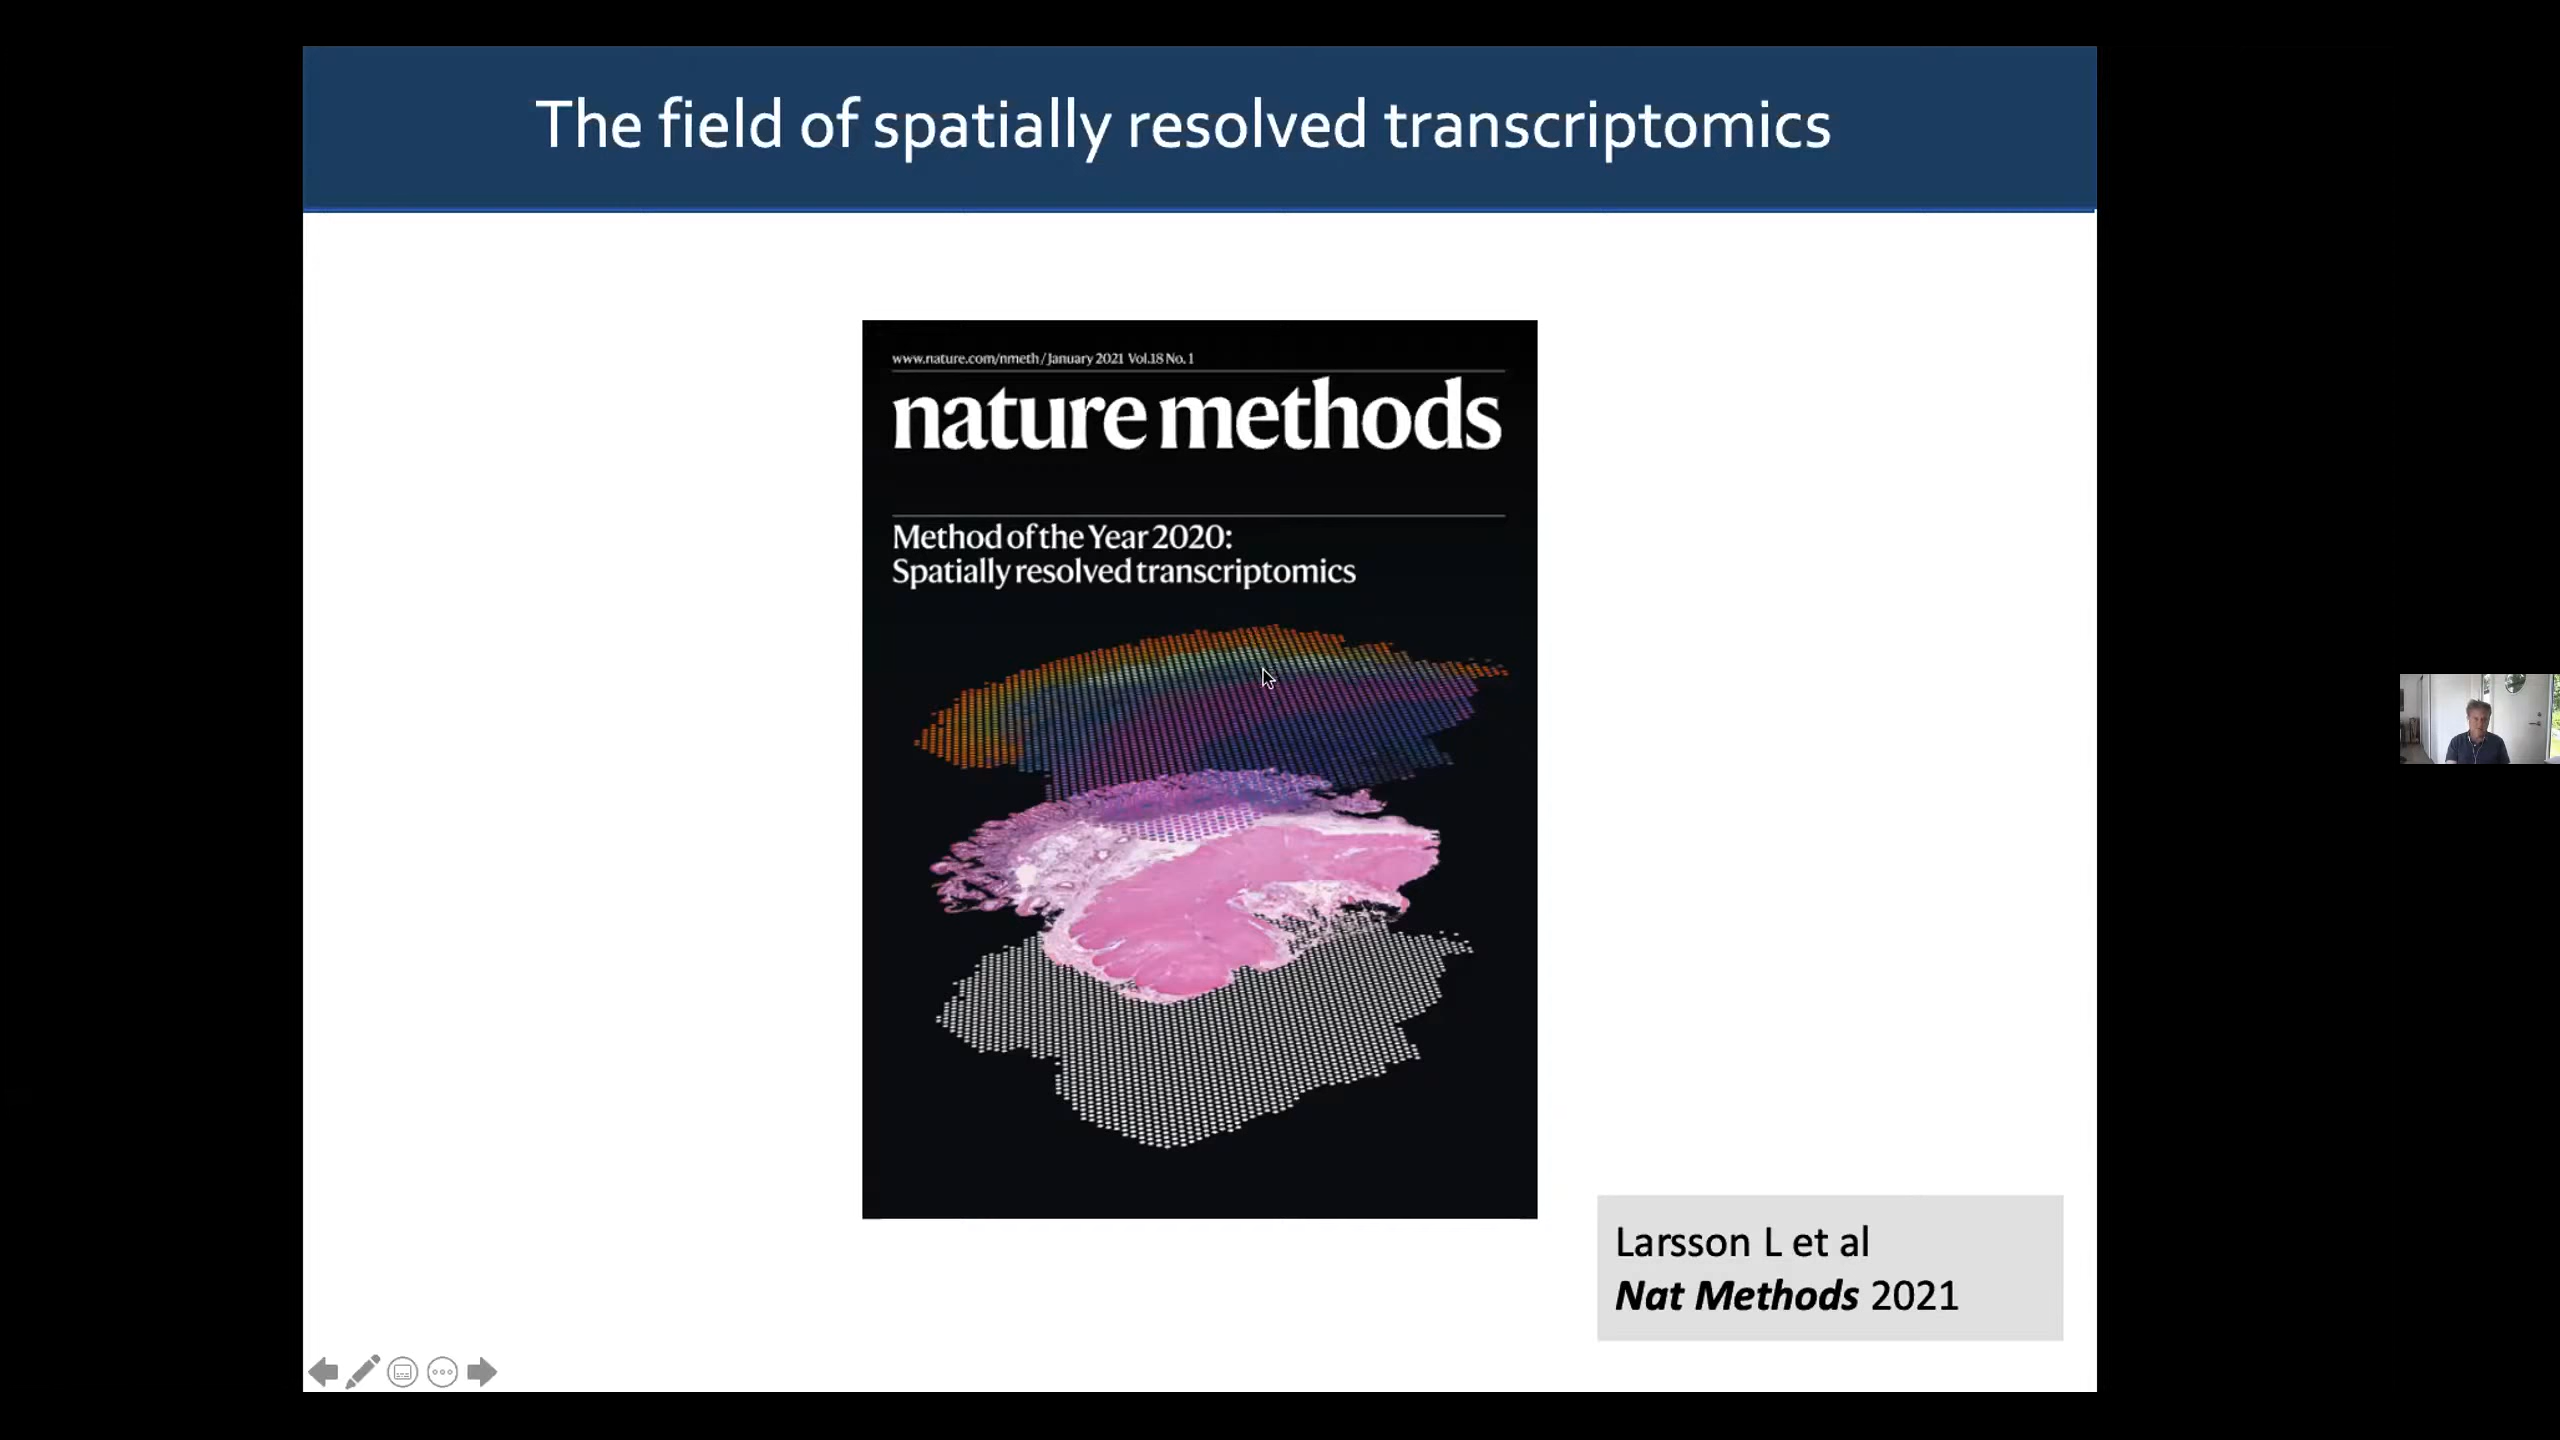 The field of spatially resolved transcriptomics
www.nature.com/nmeth/January 2021 Vol.18 No. 1
nature methods
Method of the Year 2020:
Spatially resolved transcriptomics
Larsson L et al
Nat Methods 2021